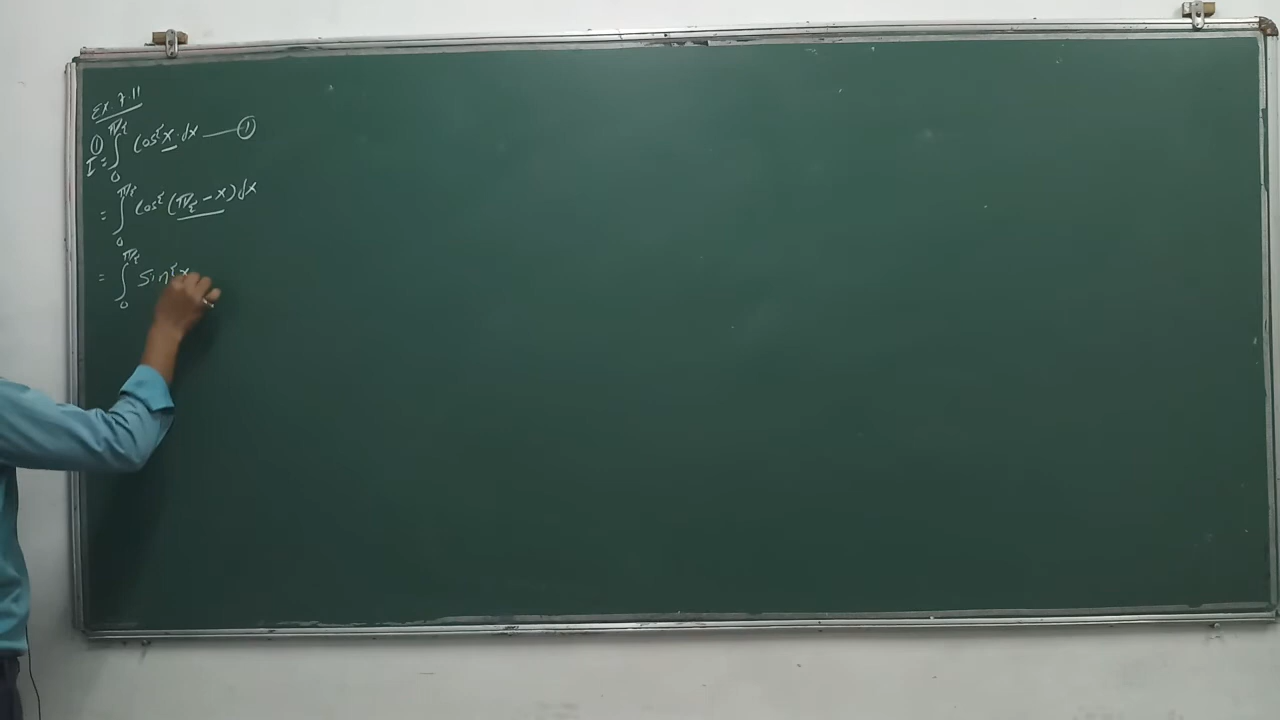 Ex. 7.11
① I = ∫₀^{π/2} cos²x · dx —— ①
= ∫₀^{π/2} cos²(π/2 - x) dx
= ∫₀^{π/2} sin²x